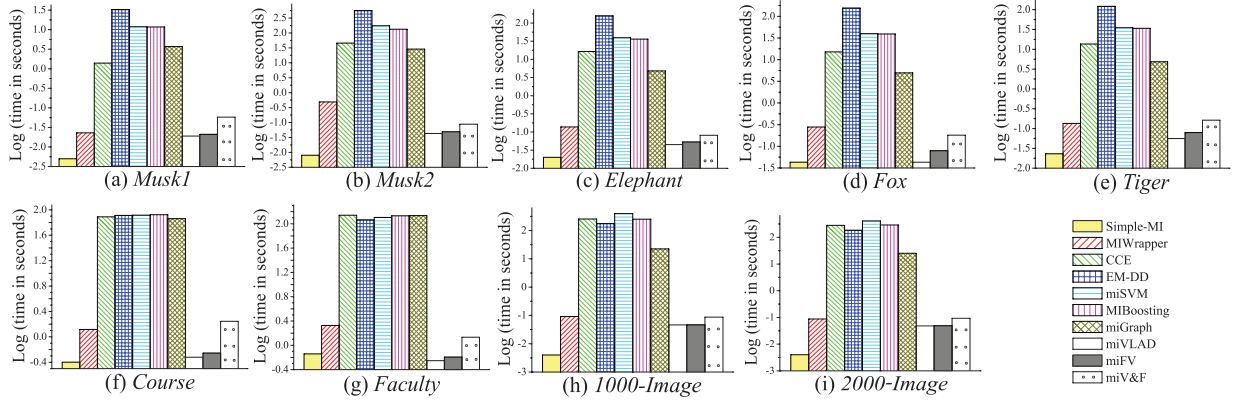 Log (time in seconds)
1.5
1.0
0.5
0.0
-0.5
-1.0
-1.5
-2.0
-2.5
(a) Musk1
Log (time in seconds)
2.5
2.0
1.5
1.0
0.5
0.0
-0.5
-1.0
-1.5
-2.0
-2.5
(b) Musk2
Log (time in seconds)
2.0
1.5
1.0
0.5
0.0
-0.5
-1.0
-1.5
-2.0
(c) Elephant
Log (time in seconds)
2.0
1.5
1.0
0.5
0.0
-0.5
-1.0
-1.5
(d) Fox
Log (time in seconds)
2.0
1.5
1.0
0.5
0.0
-0.5
-1.0
-1.5
-2.0
(e) Tiger
Log (time in seconds)
2.0
1.6
1.2
0.8
0.4
0.0
-0.4
(f) Course
Log (time in seconds)
2.0
1.6
1.2
0.8
0.4
0.0
-0.4
(g) Faculty
Log (time in seconds)
2
1
0
-1
-2
-3
(h) 1000-Image
Log (time in seconds)
2
1
0
-1
-2
-3
(i) 2000-Image
Simple-MI
MIWrapper
CCE
EM-DD
miSVM
MIBoosting
miGraph
miVLAD
miFV
miV&F